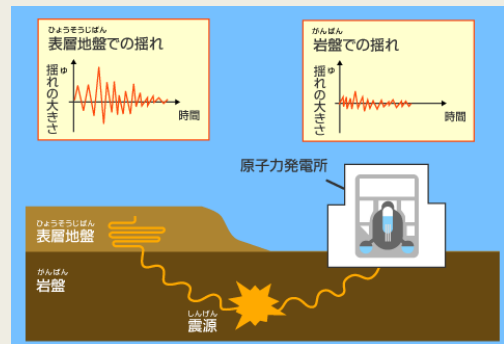 ひょうそうじばん
表層地盤での揺れ
揺れの大きさ
ゆ
時間
がんばん
岩盤での揺れ
揺れの大きさ
ゆ
時間
原子力発電所
ひょうそうじばん
表層地盤
がんばん
岩盤
しんげん
震源